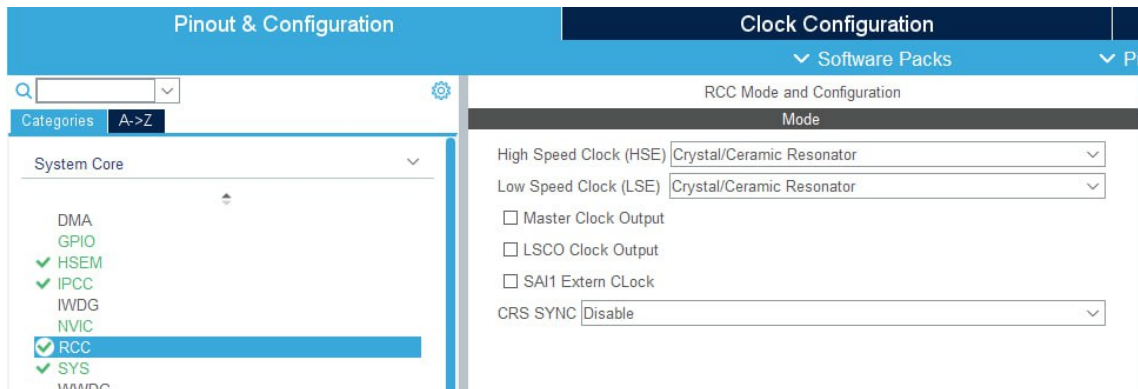 Pinout & Configuration
Clock Configuration
Software Packs
P
Categories
A->Z
System Core
DMA
GPIO
HSEM
IPCC
IWDG
NVIC
RCC
SYS
WWDG
RCC Mode and Configuration
Mode
High Speed Clock (HSE) Crystal/Ceramic Resonator
Low Speed Clock (LSE) Crystal/Ceramic Resonator
Master Clock Output
LSCO Clock Output
SAI1 Extern CLock
CRS SYNC Disable